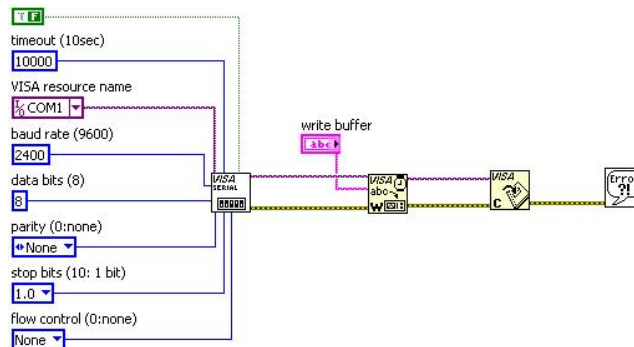 T F
timeout (10sec)
10000
VISA resource name
I/O COM1
baud rate (9600)
2400
data bits (8)
8
parity (0:none)
None
stop bits (10: 1 bit)
1.0
flow control (0:none)
None
VISA
SERIAL
write buffer
abc
VISA
abc
W
VISA
C
Erro
?!